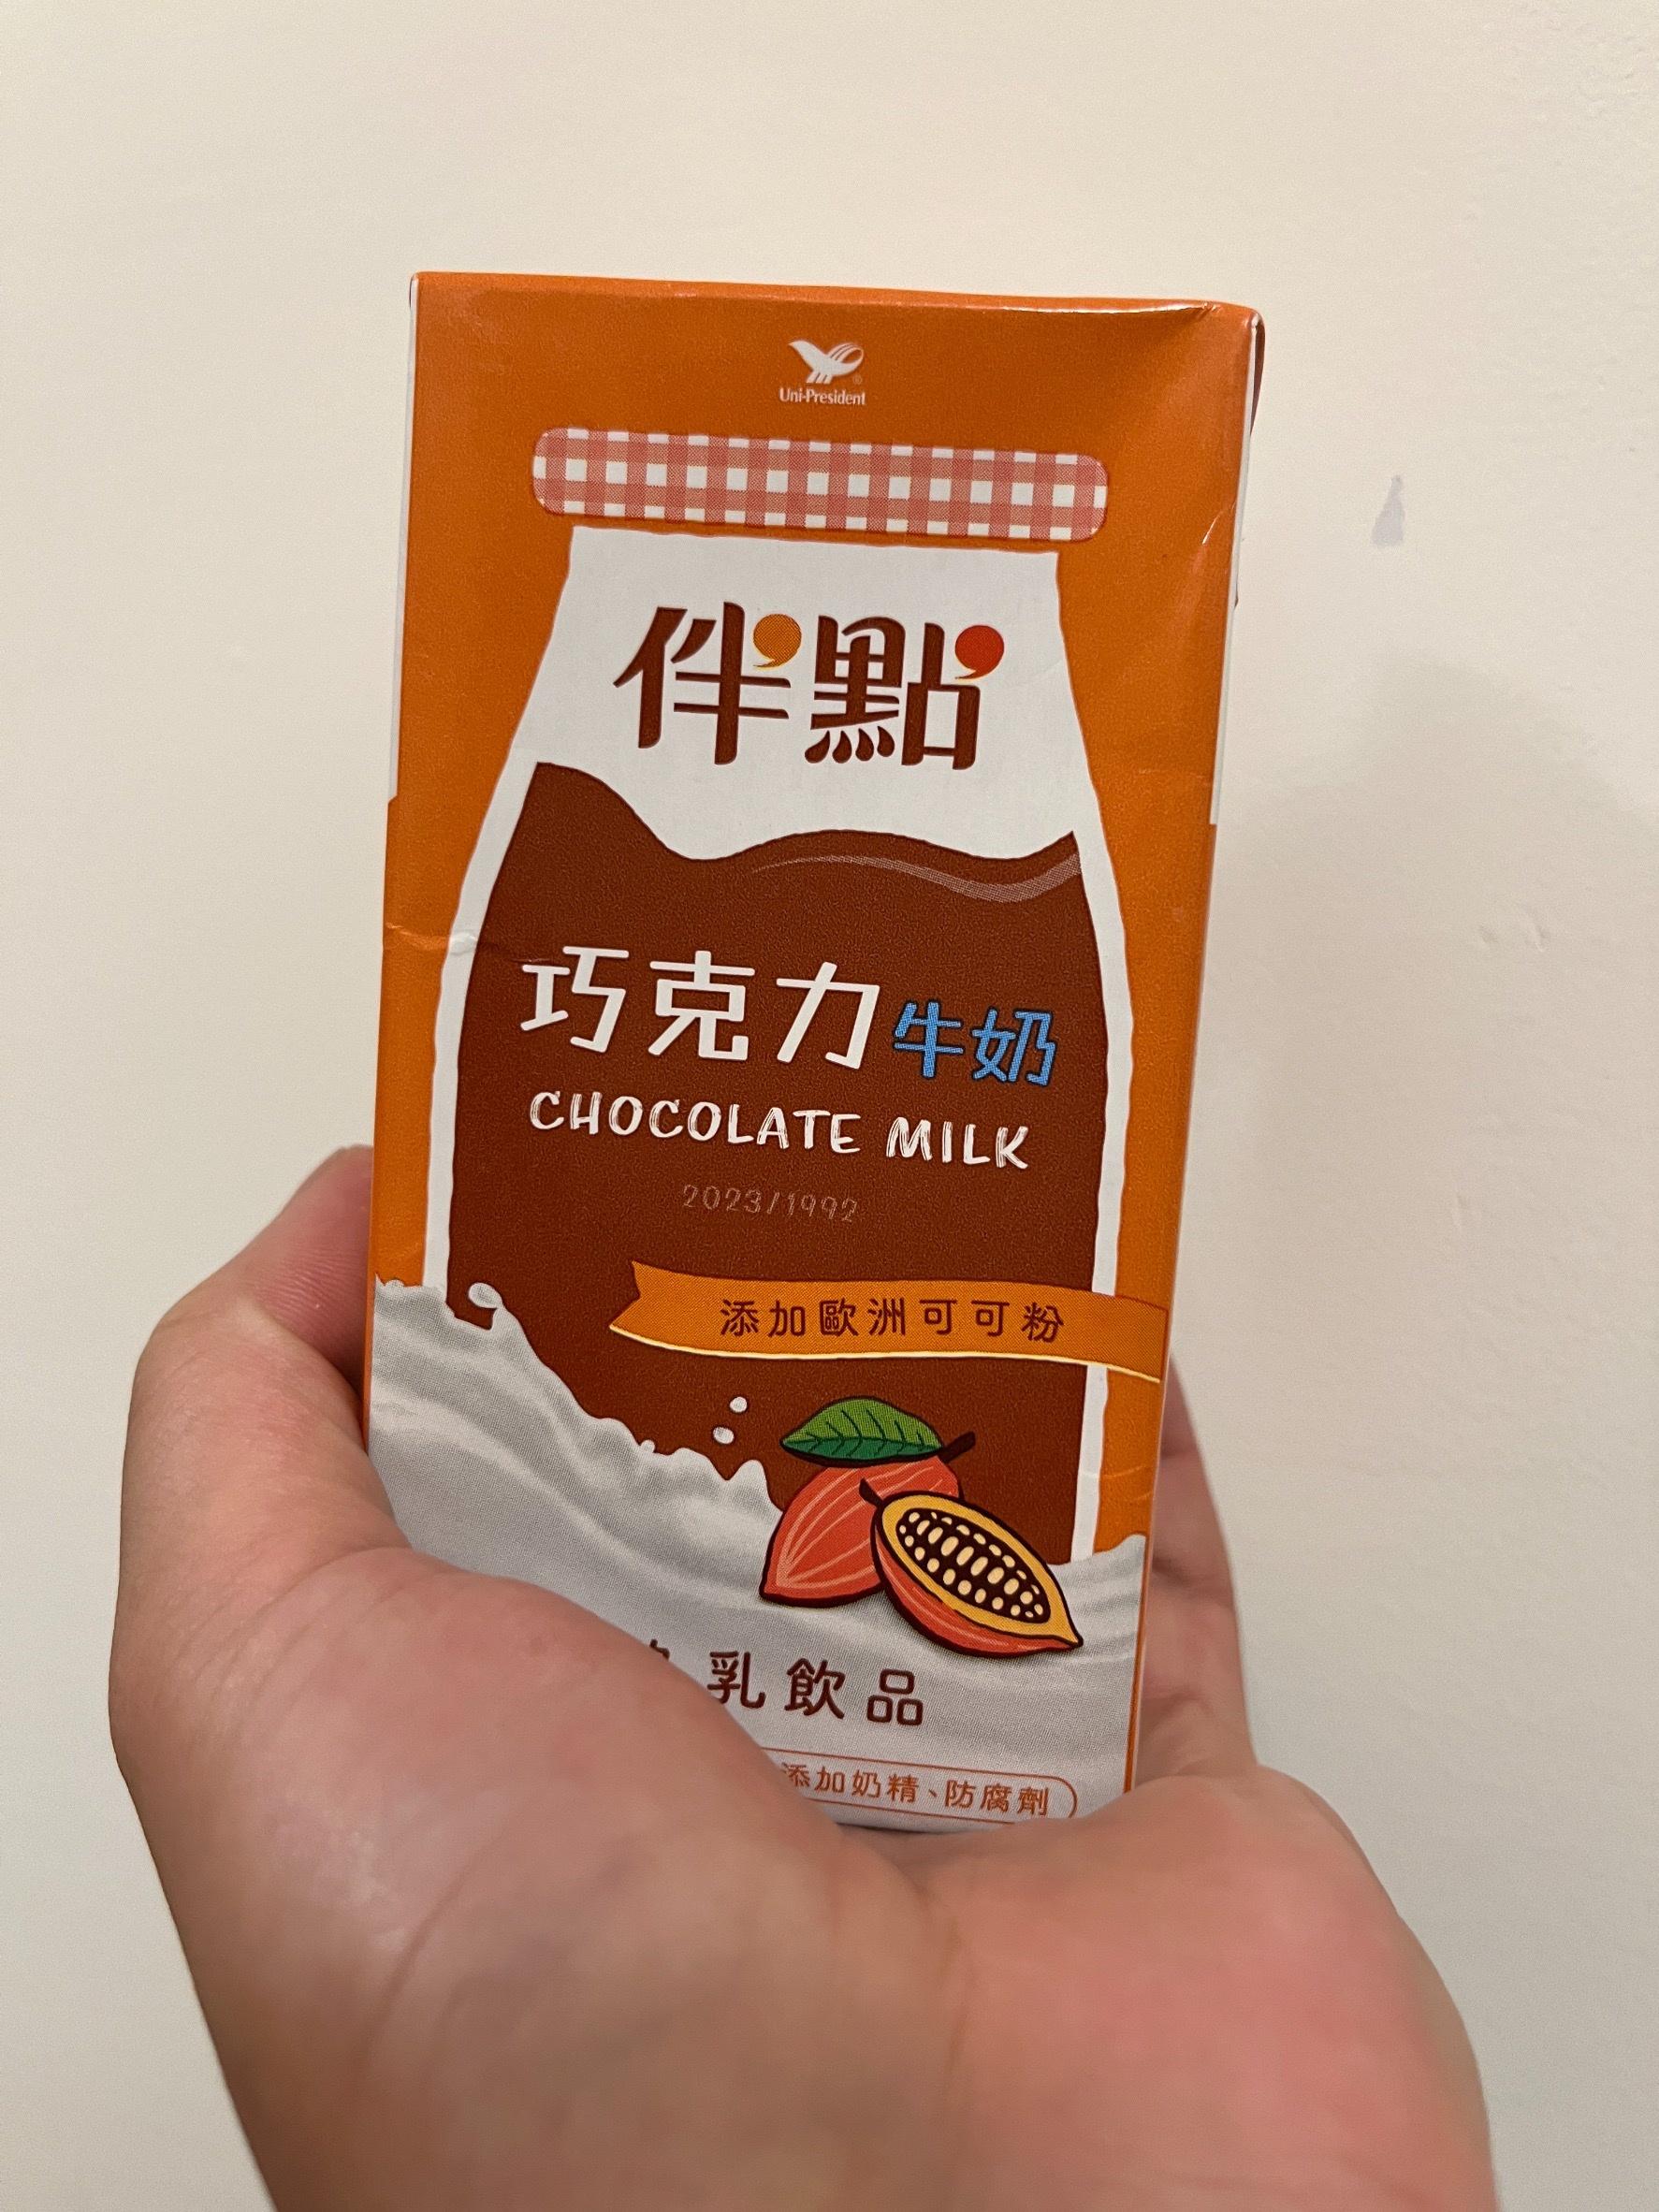 Uni-President
伴點
巧克力牛奶
CHOCOLATE MILK
2023/1992
添加歐洲可可粉
乳飲品
添加奶精、防腐劑